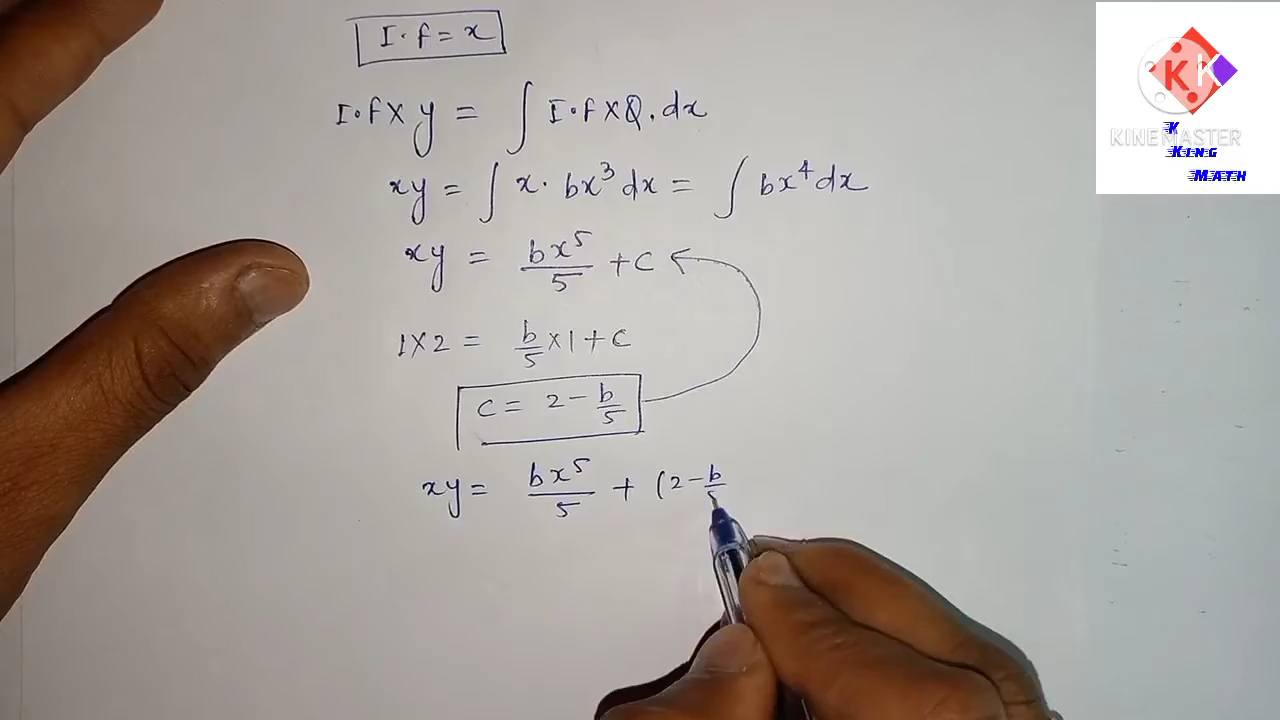 I·f = x
I·f X y = ∫ I·f X Q. dx
xy = ∫ x· bx³ dx = ∫ bx⁴ dx
xy = bx⁵/5 + c
1 X 2 = b/5 X 1 + c
c = 2 - b/5
xy = bx⁵/5 + (2 - b/5
K K
KINEMASTER
K
King
Math